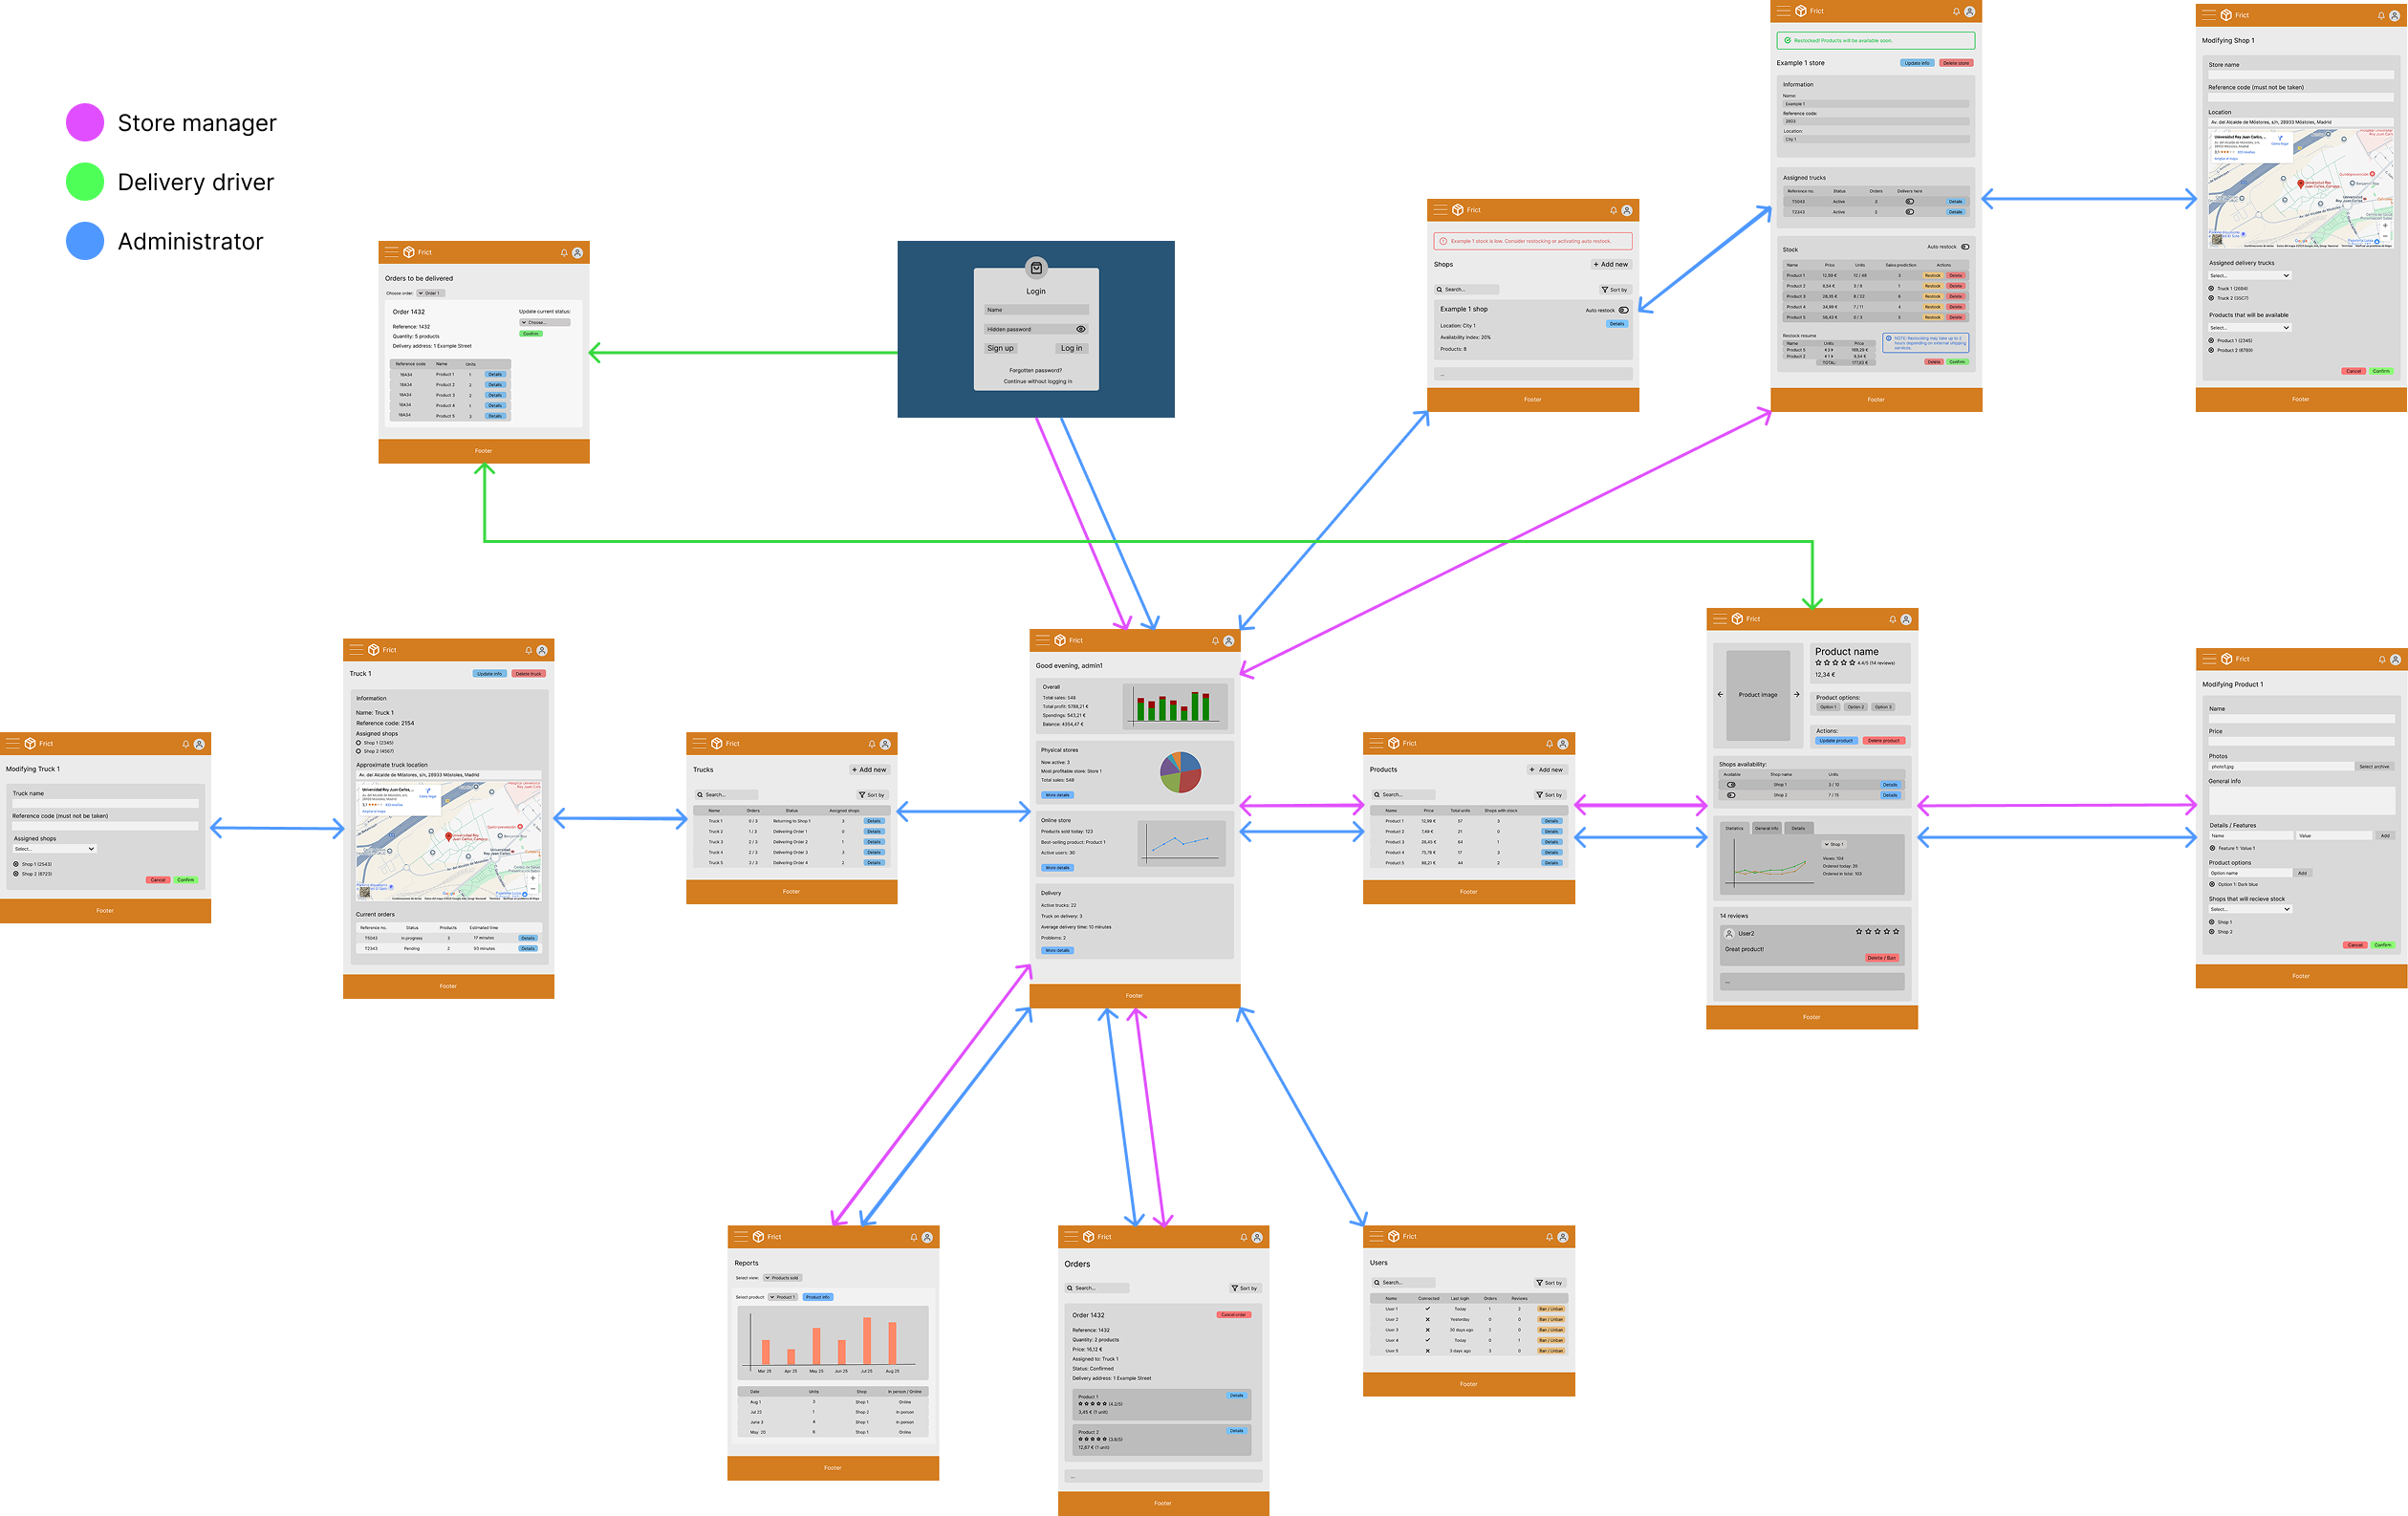 Store manager
Delivery driver
Administrator
Frict
Orders to be delivered
Choose order: Order 1
Order 1432
Reference: 1432
Quantity: 5 products
Delivery address: 1 Example Street
Update current status:
Choose...
Confirm
Reference code Name Units
16A34 Product 1 1 Details
16A34 Product 2 2 Details
16A34 Product 3 2 Details
16A34 Product 4 1 Details
16A34 Product 5 3 Details
Footer
Login
Name
Hidden password
Sign up Log in
Forgotten password?
Continue without logging in
Frict
Example 1 stock is low. Consider restocking or activating auto restock.
Shops + Add new
Search... Sort by
Example 1 shop Auto restock
Location: City 1 Details
Availability index: 20%
Products: 8
...
Footer
Frict
Restocked! Products will be available soon.
Example 1 store Update info Delete store
Information
Name:
Example 1
Reference code:
2803
Location:
City 1
Assigned trucks
Reference no. Status Orders Delivers here
T5043 Active 3 Details
T2343 Active 2 Details
Stock Auto restock
Name Price Units Sales prediction Actions
Product 1 12,99 € 12 / 48 3 Restock Delete
Product 2 6,54 € 3 / 6 1 Restock Delete
Product 3 28,35 € 8 / 32 6 Restock Delete
Product 4 34,99 € 7 / 11 4 Restock Delete
Product 5 56,43 € 0 / 3 5 Restock Delete
Restock resume
Name Units Price
Product 5 169,29 €
Product 2 6,54 €
TOTAL:
NOTE: Restocking may take up to 2
hours depending on external shipping
services.
Delete Confirm
Footer
Frict
Modifying Shop 1
Store name
Reference code (must not be taken)
Location
Av. del Alcalde de Móstoles, s/n, 28933 Móstoles, Madrid
Assigned delivery trucks
Select...
Truck 1 (2684)
Truck 2 (35C7)
Products that will be available
Select...
Product 1 (2345)
Product 2 (6789)
Cancel Confirm
Footer
Frict
Modifying Truck 1
Truck name
Reference code (must not be taken)
Assigned shops
Select...
Shop 1 (2543)
Shop 2 (6723)
Cancel Confirm
Footer
Frict
Truck 1 Update info Delete truck
Information
Name: Truck 1
Reference code: 2154
Assigned shops
Shop 1 (2345)
Shop 2 (4567)
Approximate truck location
Av. del Alcalde de Móstoles, s/n, 28933 Móstoles, Madrid
Current orders
Reference no. Status Products Estimated time
T5043 In progress 3 17 minutes Details
T2343 Pending 2 93 minutes Details
Footer
Frict
Trucks + Add new
Search... Sort by
Name Orders Status Assigned shops
Truck 1 0 / 3 Returning to Shop 1 3 Details
Truck 2 1 / 3 Delivering Order 1 0 Details
Truck 3 2 / 3 Delivering Order 2 1 Details
Truck 4 2 / 3 Delivering Order 3 3 Details
Truck 5 3 / 3 Delivering Order 4 2 Details
Footer
Frict
Good evening, admin1
Overall
Total sales: 548
Total profit: 5788,21 €
Spendings: 543,21 €
Balance: 4354,47 €
Physical stores
Now active: 3
Most profitable store: Store 1
Total sales: 548
More details
Online store
Products sold today: 123
Best-selling product: Product 1
Active users: 30
More details
Delivery
Active trucks: 22
Truck on delivery: 3
Average delivery time: 10 minutes
Problems: 2
More details
Footer
Frict
Products + Add new
Search... Sort by
Name Price Total units Shops with stock
Product 1 12,99 € 57 3 Details
Product 2 7,49 € 21 0 Details
Product 3 28,43 € 64 1 Details
Product 4 75,78 € 17 3 Details
Product 5 98,21 € 44 2 Details
Footer
Frict
Product image
Product name
4.4/5 (14 reviews)
12,34 €
Product options:
Option 1 Option 2 Option 3
Actions:
Update product Delete product
Shops availability:
Available Shop name Units
Shop 1 3 / 10 Details
Shop 2 7 / 15 Details
Statistics General info Details
Shop 1
Views: 134
Ordered today: 20
Ordered in total: 103
14 reviews
User2
Great product!
Delete / Ban
...
Footer
Frict
Modifying Product 1
Name
Price
Photos
photo1.jpg Select archive
General info
Details / Features
Name Value Add
Feature 1: Value 1
Product options
Option name Add
Option 1: Dark blue
Shops that will recieve stock
Select...
Shop 1
Shop 2
Cancel Confirm
Footer
Frict
Reports
Select view: Products sold
Select product: Product 1 Product info
Mar 25 Apr 25 May 25 Jun 25 Jul 25 Aug 25
Date Units Shop In person / Online
Aug 1 3 Shop 1 Online
Jul 22 1 Shop 2 In person
June 3 4 Shop 1 In person
May 20 6 Shop 1 Online
Footer
Frict
Orders
Search... Sort by
Order 1432 Cancel order
Reference: 1432
Quantity: 2 products
Price: 16,12 €
Assigned to: Truck 1
Status: Confirmed
Delivery address: 1 Example Street
Product 1 Details
(4.2/5)
3,45 € (1 unit)
Product 2 Details
(3.8/5)
12,67 € (1 unit)
...
Footer
Frict
Users
Search... Sort by
Name Connected Last login Orders Reviews
User 1 Today 1 2 Ban / Unban
User 2 Yesterday 0 0 Ban / Unban
User 3 30 days ago 2 0 Ban / Unban
User 4 Today 0 1 Ban / Unban
User 5 3 days ago 3 0 Ban / Unban
Footer